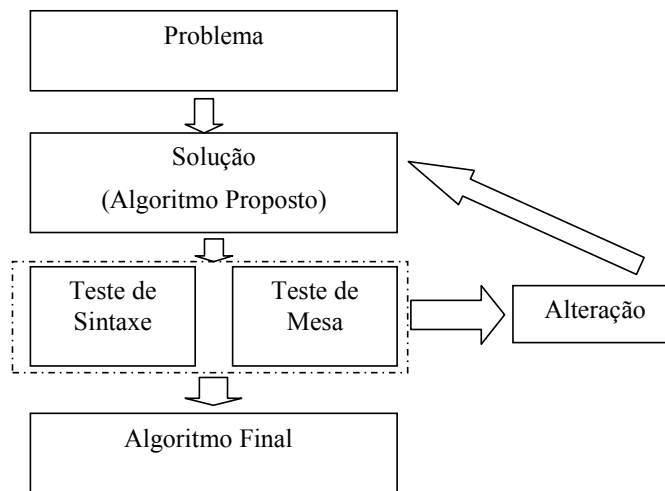 Problema
Solução
(Algoritmo Proposto)
Teste de
Sintaxe
Teste de
Mesa
Alteração
Algoritmo Final